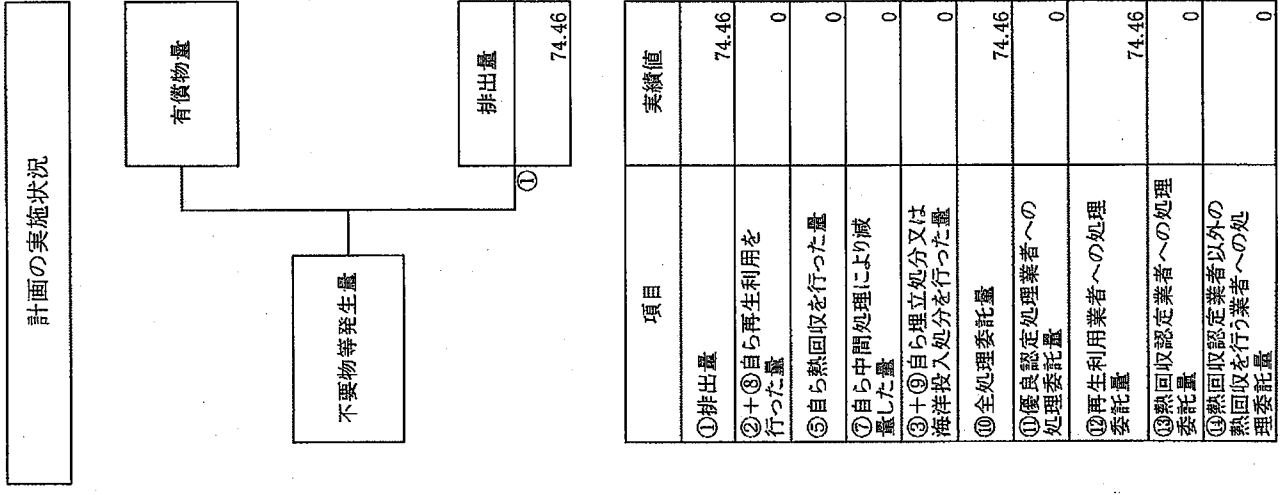 計画の実施状況
有償物量
不要物等発生量
排出量
①
74.46
項目
実績値
①排出量
74.46
②+⑧自ら再生利用を
行った量
0
⑤自ら熱回収を行った量
0
⑦自ら中間処理により減
量した量
0
③+⑨自ら埋立処分又は
海洋投入処分を行った量
0
⑩全処理委託量
74.46
⑪優良認定処理業者への
処理委託量
0
⑫再生利用業者への処理
委託量
74.46
⑬熱回収認定業者への処理
委託量
0
⑭熱回収認定業者以外の
熱回収を行う業者への処
理委託量
0